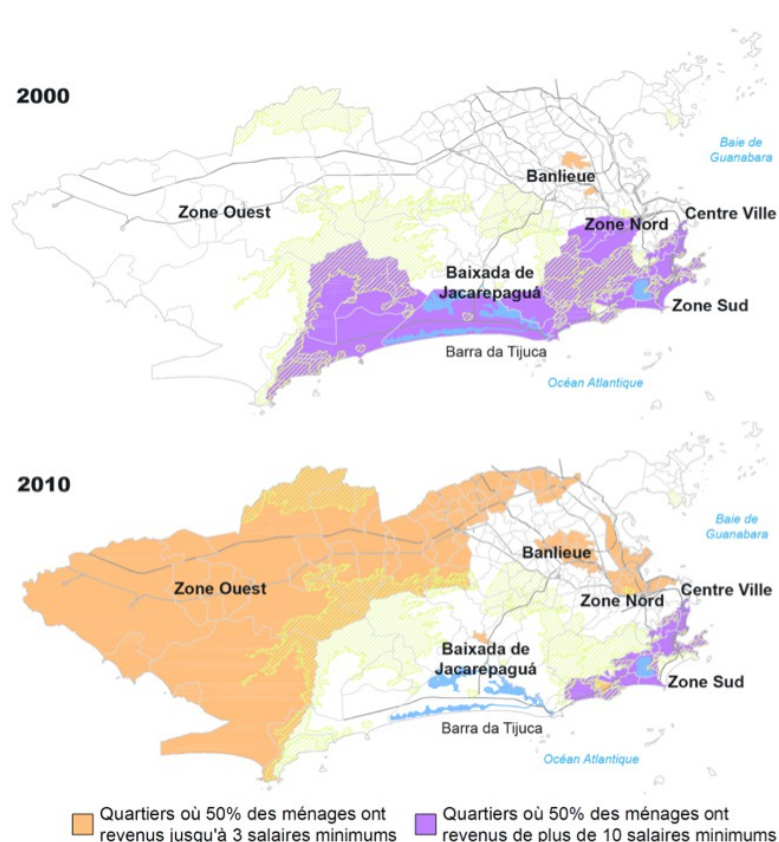 2000
Baie de
Guanabara
Banlieue
Zone Ouest
Zone Nord
Centre Ville
Baixada de
Jacarepaguá
Zone Sud
Barra da Tijuca
Océan Atlantique
2010
Baie de
Guanabara
Banlieue
Zone Ouest
Zone Nord
Centre Ville
Baixada de
Jacarepaguá
Zone Sud
Barra da Tijuca
Océan Atlantique
Quartiers où 50% des ménages ont
revenus jusqu'à 3 salaires minimums
Quartiers où 50% des ménages ont
revenus de plus de 10 salaires minimums